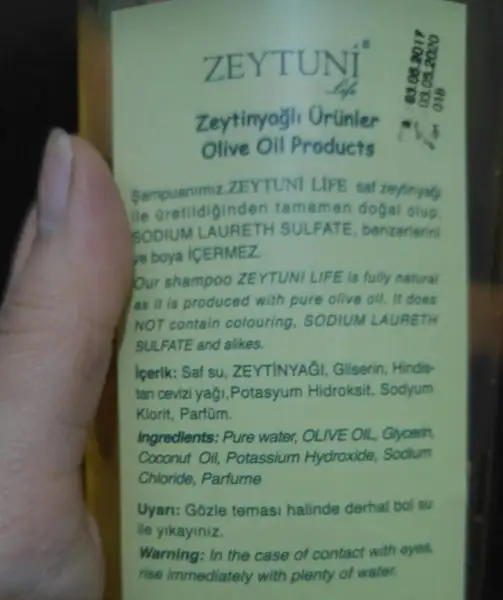 ZEYTUNİ®
Life
03.05.2017
03.05.2020
018
Zeytinyağlı Ürünler
Olive Oil Products
Şampuanımız ZEYTUNİ LİFE saf zeytinyağı
ile üretildiğinden tamamen doğal olup,
SODIUM LAURETH SULFATE, benzerlerini
ve boya İÇERMEZ.
Our shampoo ZEYTUNİ LIFE is fully natural
as it is produced with pure olive oil. It does
NOT contain colouring, SODIUM LAURETH
SULFATE and alikes.
İçerik: Saf su, ZEYTİNYAĞI, Gliserin, Hindis-
tan cevizi yağı,Potasyum Hidroksit, Sodyum
Klorit, Parfüm.
Ingredients: Pure water, OLIVE OIL, Glycerin,
Coconut Oil, Potassium Hydroxide, Sodium
Chloride, Parfume
Uyarı: Gözle teması halinde derhal bol su
ile yıkayınız.
Warning: In the case of contact with eyes,
rise immediately with plenty of water.